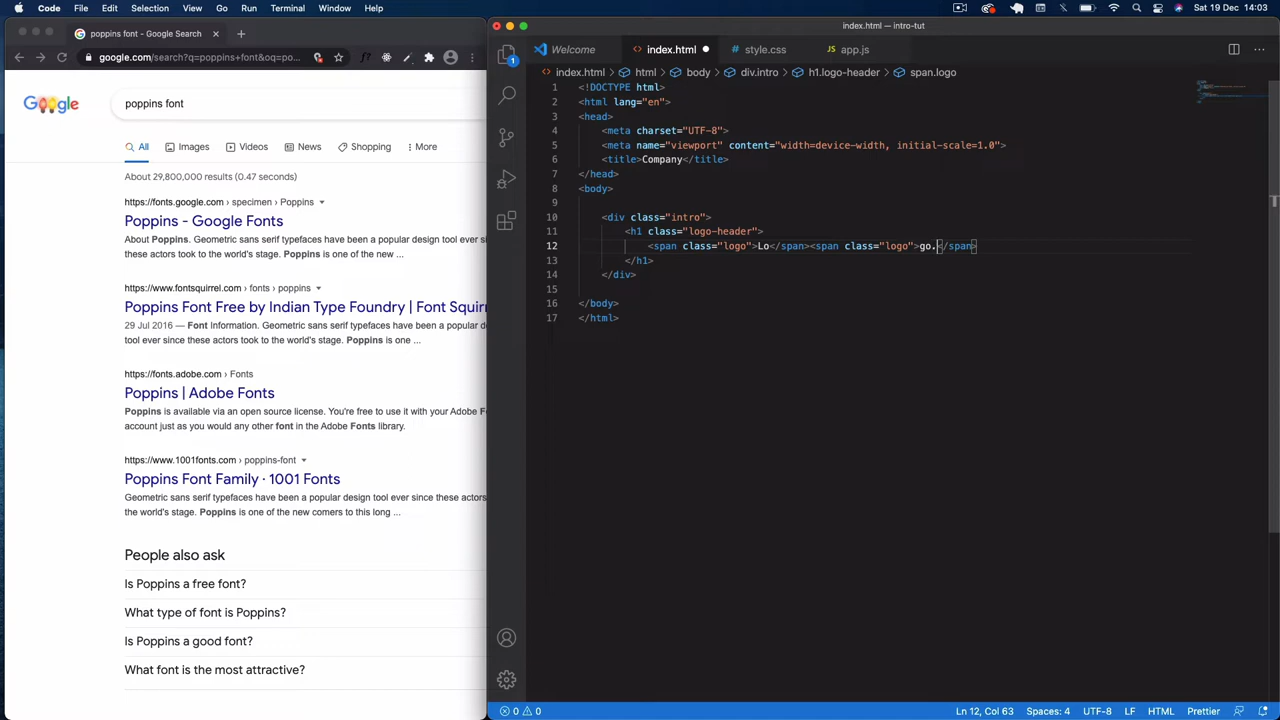 Code File Edit Selection View Go Run Terminal Window Help
Sat 19 Dec 14:03
poppins font - Google Search
google.com/search?q=poppins+font&oq=po...
Google
poppins font
All Images Videos News Shopping More
About 29,800,000 results (0.47 seconds)
https://fonts.google.com › specimen › Poppins
Poppins - Google Fonts
About Poppins. Geometric sans serif typefaces have been a popular design tool ever si
these actors took to the world's stage. Poppins is one of the new ...
https://www.fontsquirrel.com › fonts › poppins
Poppins Font Free by Indian Type Foundry | Font Squirr
29 Jul 2016 — Font Information. Geometric sans serif typefaces have been a popular d
tool ever since these actors took to the world's stage. Poppins is one ...
https://fonts.adobe.com › Fonts
Poppins | Adobe Fonts
Poppins is available via an open source license. You're free to use it with your Adobe F
account just as you would any other font in the Adobe Fonts library.
https://www.1001fonts.com › poppins-font
Poppins Font Family · 1001 Fonts
Geometric sans serif typefaces have been a popular design tool ever since these actors
the world's stage. Poppins is one of the new comers to this long ...
People also ask
Is Poppins a free font?
What type of font is Poppins?
Is Poppins a good font?
What font is the most attractive?
index.html — intro-tut
1
Welcome index.html style.css JS app.js
index.html › html › body › div.intro › h1.logo-header › span.logo
1 <!DOCTYPE html>
2 <html lang="en">
3 <head>
4 <meta charset="UTF-8">
5 <meta name="viewport" content="width=device-width, initial-scale=1.0">
6 <title>Company</title>
7 </head>
8 <body>
9
10 <div class="intro">
11 <h1 class="logo-header">
12 <span class="logo">Lo</span><span class="logo">go.</span>
13 </h1>
14 </div>
15
16 </body>
17 </html>
0 0
Ln 12, Col 63 Spaces: 4 UTF-8 LF HTML Prettier